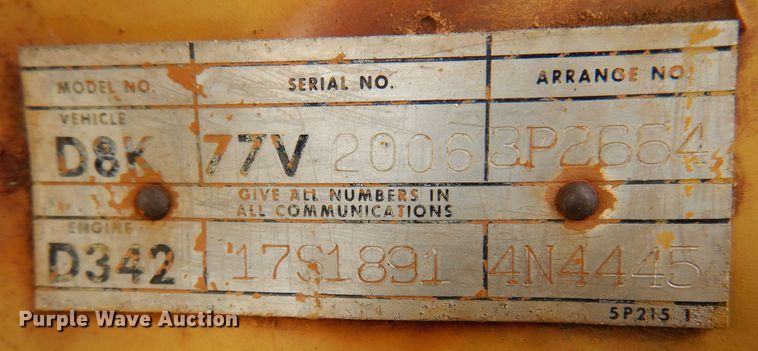 MODEL NO. SERIAL NO. ARRANGE NO.
VEHICLE
D8K 77V 2006 3P2664
GIVE ALL NUMBERS IN
ALL COMMUNICATIONS
ENGINE
D342 17S1891 4N4445
5P215 1
Purple Wave Auction